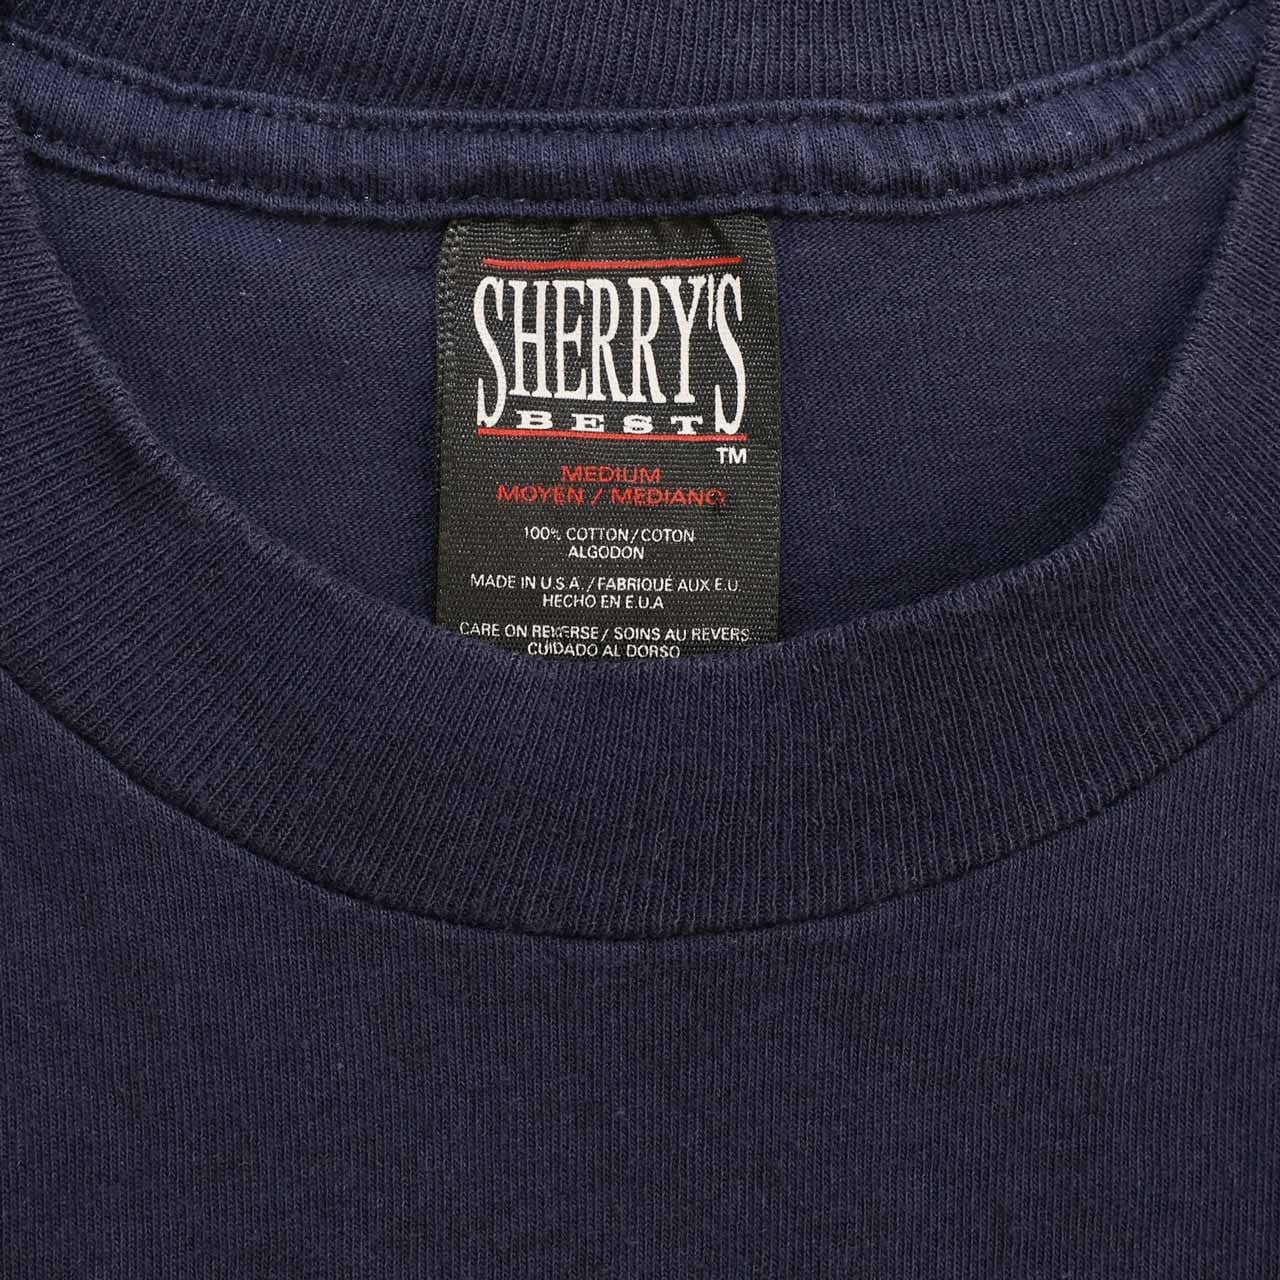 SHERRY'S
BEST
TM
MEDIUM
MOYEN / MEDIANO
100% COTTON/COTON
ALGODON
MADE IN U.S.A./FABRIQUÉ AUX E.U.
HECHO EN E.U.A
CARE ON REVERSE/ SOINS AU REVERS
CUIDADO AL DORSO